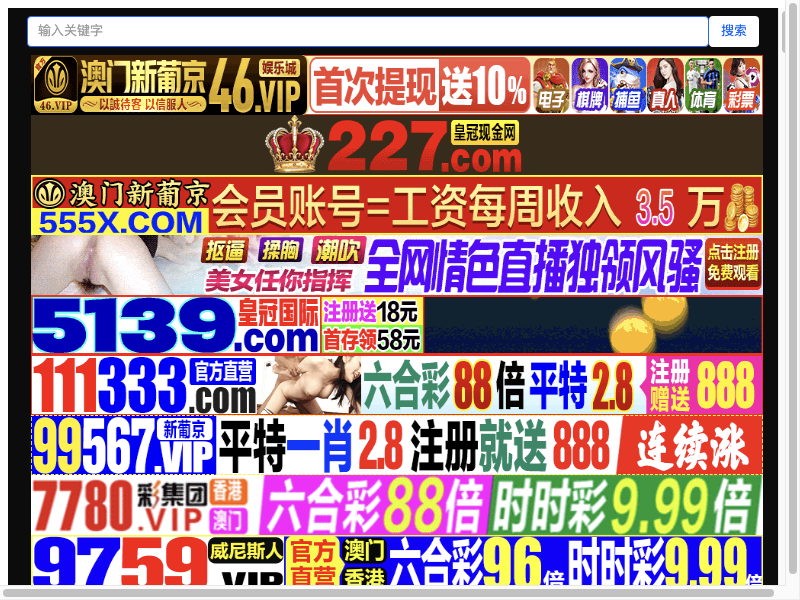 输入关键字
搜索
澳门新葡京
46.VIP
以誠待客 以信服人
46.VIP
娱乐城
首次提现送10%
电子
棋牌
捕鱼
真人
体育
彩票
227.com
皇冠现金网
澳门新葡京
555X.COM
会员账号=工资每周收入 3.5 万
抠逼 揉胸 潮吹
美女任你指挥
全网情色直播独领风骚
点击注册
免费观看
5139.com
皇冠国际
注册送18元
首存领58元
111333.com
官方直营
六合彩88倍 平特2.8
注册赠送888
99567.VIP
新葡京
平特一肖2.8 注册就送888
连续涨
7780.VIP
彩集团
香港
澳门
六合彩88倍
时时彩9.99倍
9759
威尼斯人
VIP
官方直营
澳门
香港
六合彩96倍
时时彩9.99倍